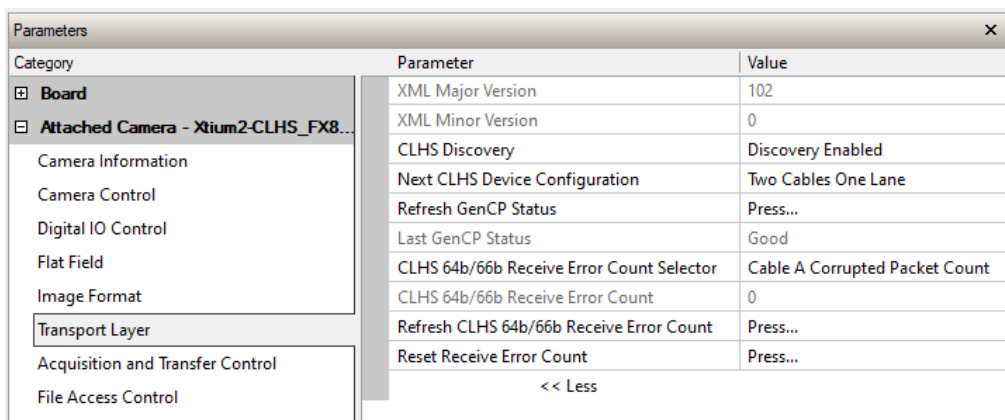 Parameters
Category
Board
Attached Camera - Xtium2-CLHS_FX8...
Camera Information
Camera Control
Digital IO Control
Flat Field
Image Format
Transport Layer
Acquisition and Transfer Control
File Access Control
Parameter Value
XML Major Version 102
XML Minor Version 0
CLHS Discovery Discovery Enabled
Next CLHS Device Configuration Two Cables One Lane
Refresh GenCP Status Press...
Last GenCP Status Good
CLHS 64b/66b Receive Error Count Selector Cable A Corrupted Packet Count
CLHS 64b/66b Receive Error Count 0
Refresh CLHS 64b/66b Receive Error Count Press...
Reset Receive Error Count Press...
<< Less